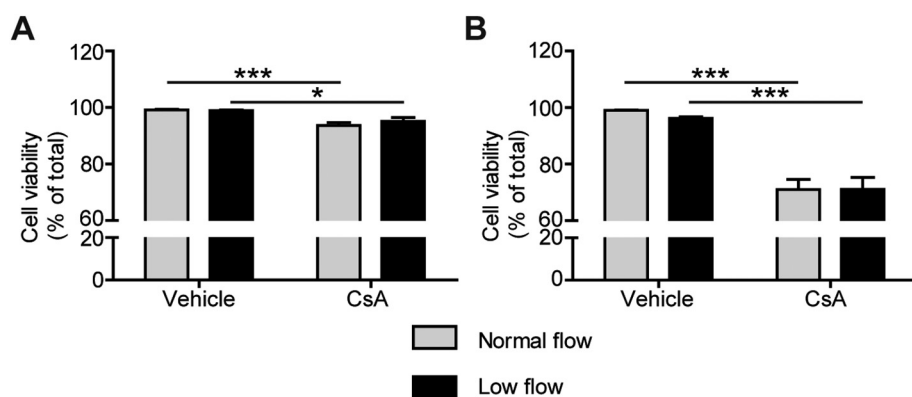 A
Cell viability
(% of total)
120
100
80
60
20
0
***
*
Vehicle
CsA
B
Cell viability
(% of total)
120
100
80
60
20
0
***
***
Vehicle
CsA
Normal flow
Low flow